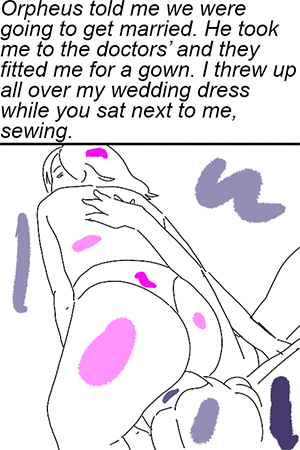 Orpheus told me we were
going to get married. He took
me to the doctors’ and they
fitted me for a gown. I threw up
all over my wedding dress
while you sat next to me,
sewing.